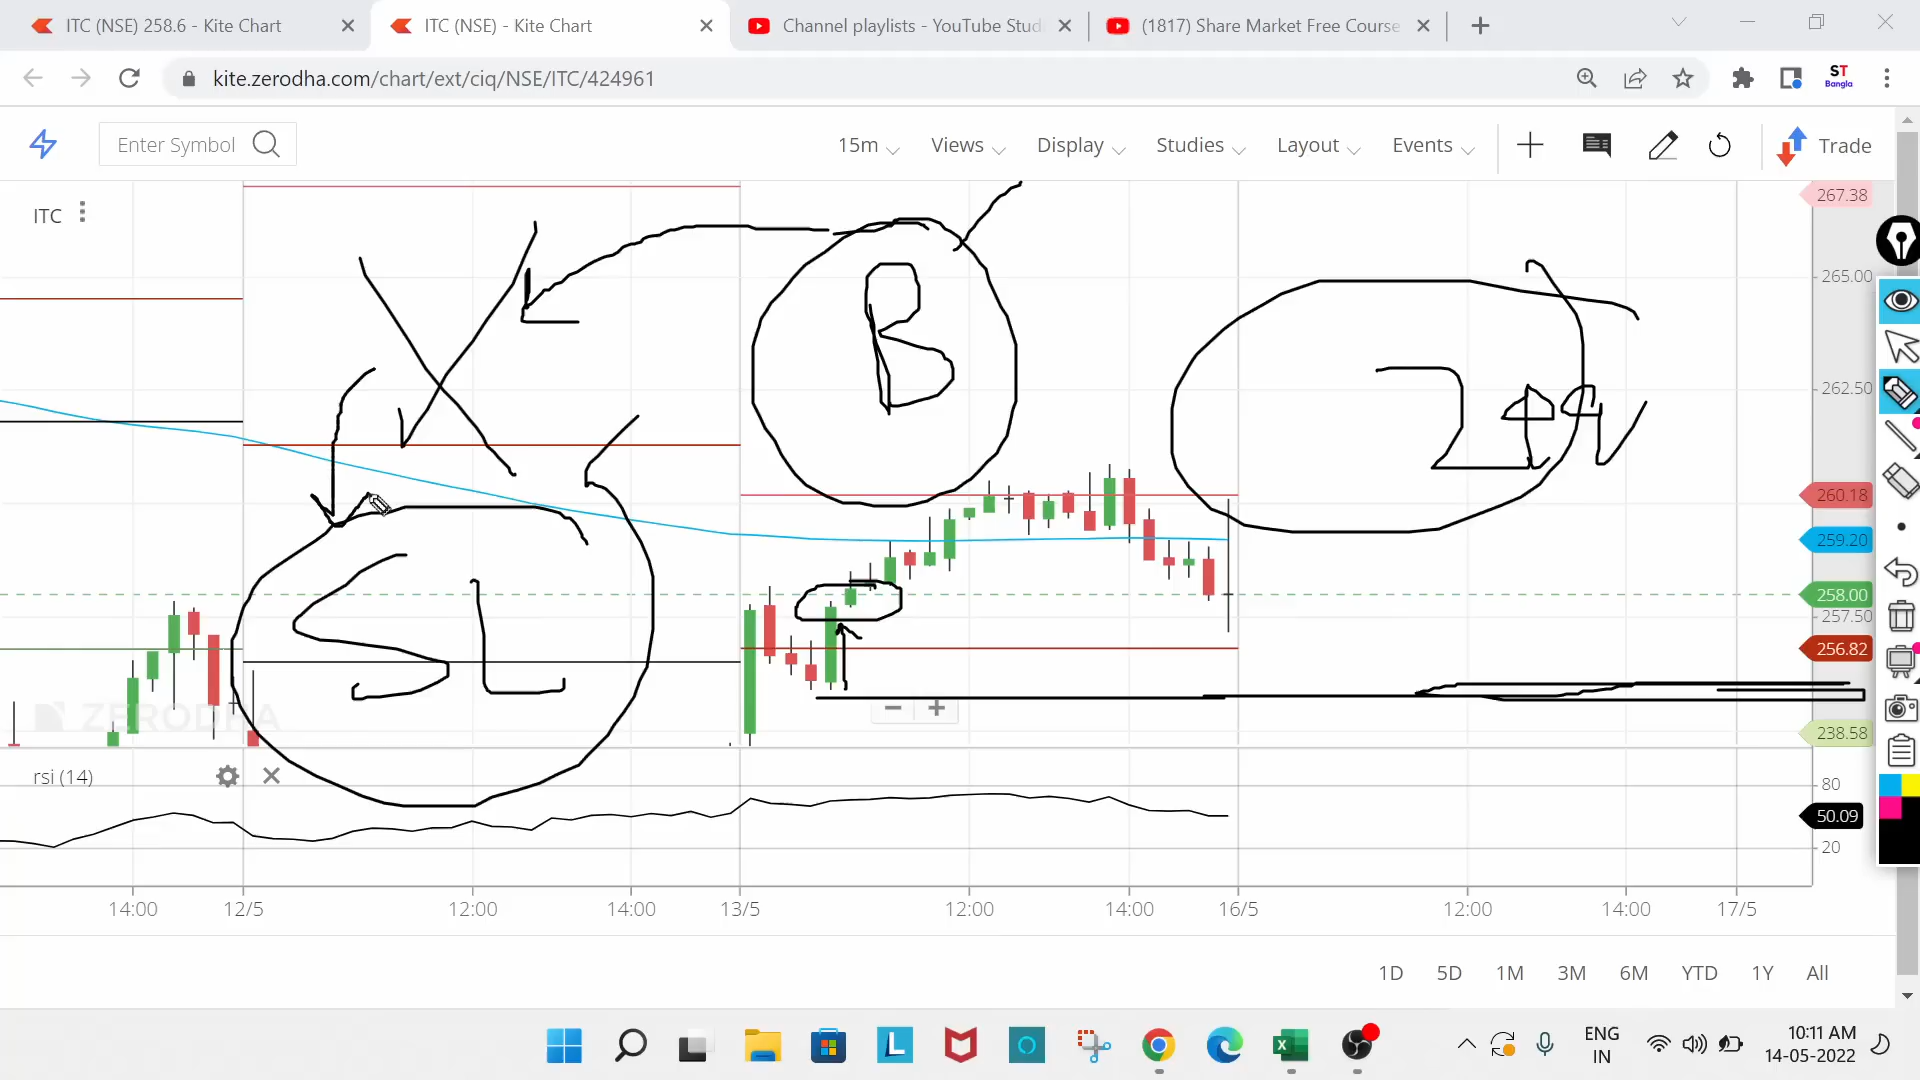 ITC (NSE) 258.6 - Kite Chart
ITC (NSE) - Kite Chart
Channel playlists - YouTube Stud
(1817) Share Market Free Course
kite.zerodha.com/chart/ext/ciq/NSE/ITC/424961
ST
Bangla
Enter Symbol
15m
Views
Display
Studies
Layout
Events
Trade
ITC
267.38
265.00
262.50
260.18
259.20
258.00
257.50
256.82
238.58
B
SL
ZERODHA
rsi (14)
80
50.09
20
14:00
12/5
12:00
14:00
13/5
12:00
14:00
16/5
12:00
14:00
17/5
1D
5D
1M
3M
6M
YTD
1Y
All
ENG
IN
10:11 AM
14-05-2022